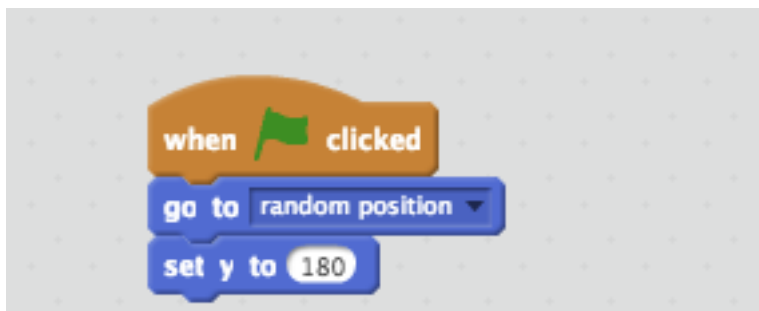 when clicked
go to random position
set y to 180